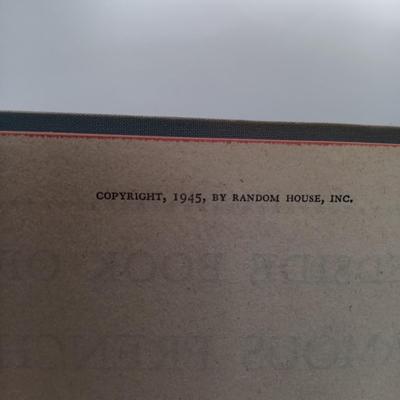 COPYRIGHT, 1945, BY RANDOM HOUSE, INC.